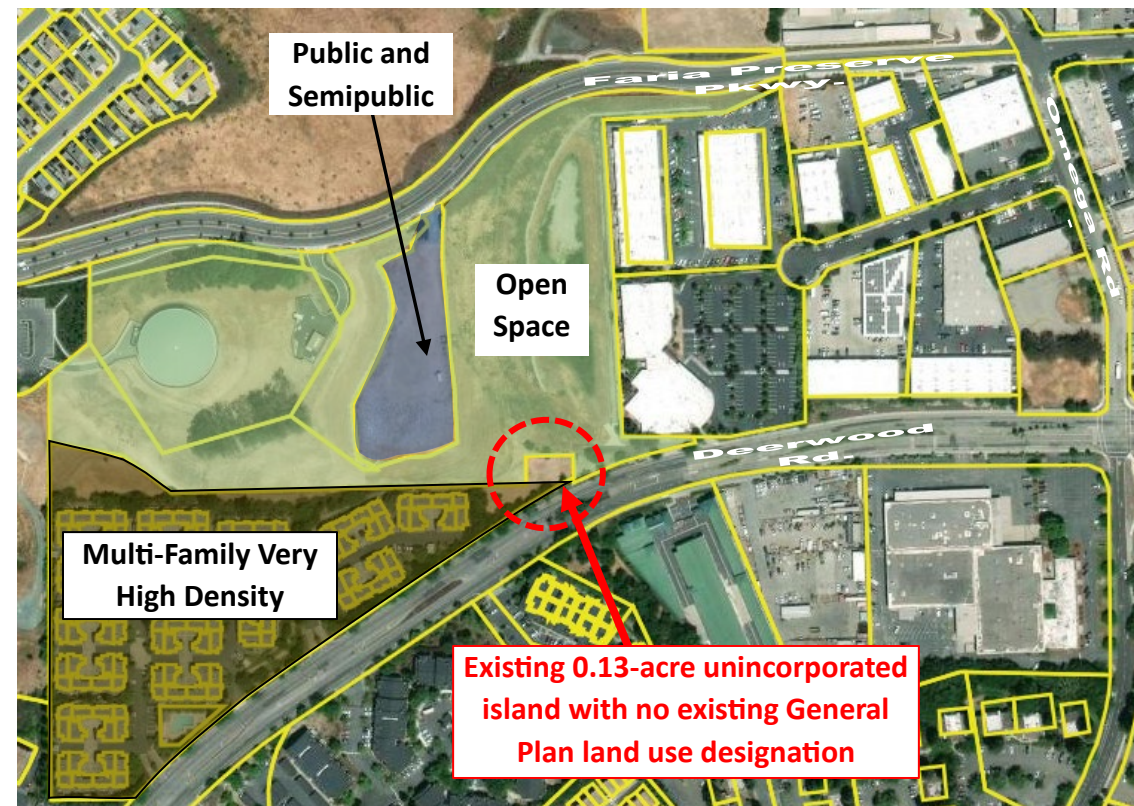 Public and
Semipublic
Faria Preserve
Pkwy-
Omega Rd
-
Open
Space
Deerwood
Rd-
Multi-Family Very
High Density
Existing 0.13-acre unincorporated
island with no existing General
Plan land use designation